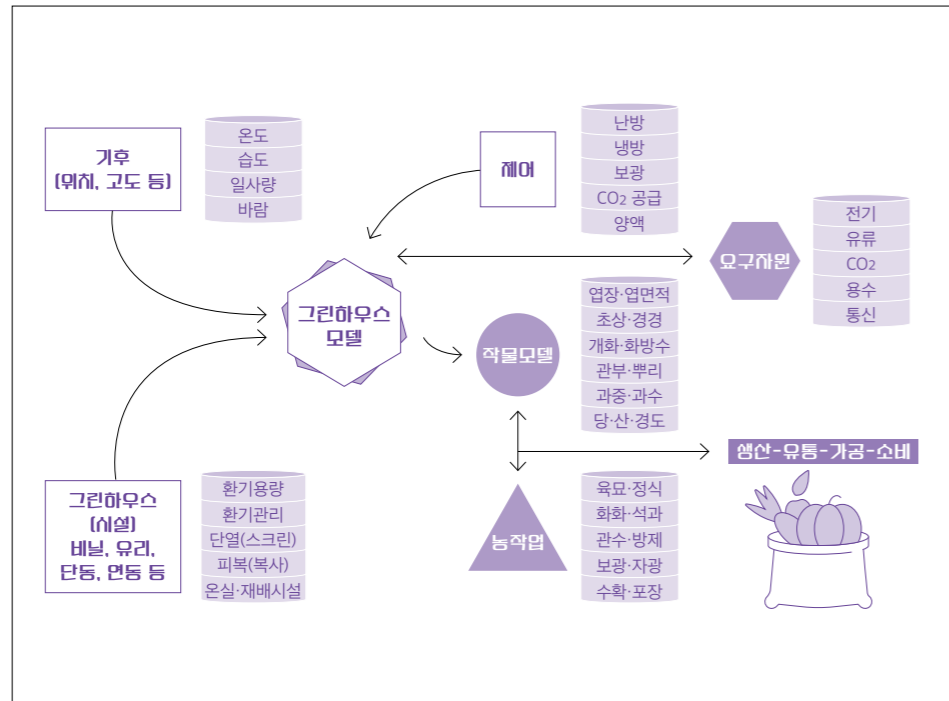 기후
(위치, 고도 등)
온도
습도
일사량
바람
제어
난방
냉방
보광
CO₂ 공급
양액
요구자원
전기
유류
CO₂
용수
통신
그린하우스
모델
작물모델
엽장·엽면적
초상·경경
개화·화방수
관부·뿌리
과중·과수
당·산·경도
생산-유통-가공-소비
그린하우스
(시설)
비닐, 유리,
단동, 연동 등
환기용량
환기관리
단열(스크린)
피복(복사)
온실·재배시설
농작업
육묘·정식
화화·석과
관수·방제
보광·차광
수확·포장